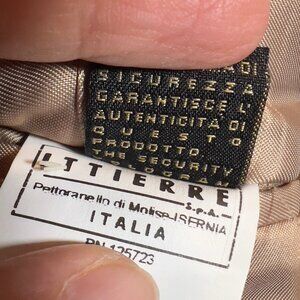 DI
SICUREZZA
GARANTISCE L'
AUTENTICITÀ DI
QUESTO
PRODOTTO
THE SECURITY
ITTIERRE
S.p.A.
Pettoranello di Molise-ISERNIA
ITALIA
RN 125723